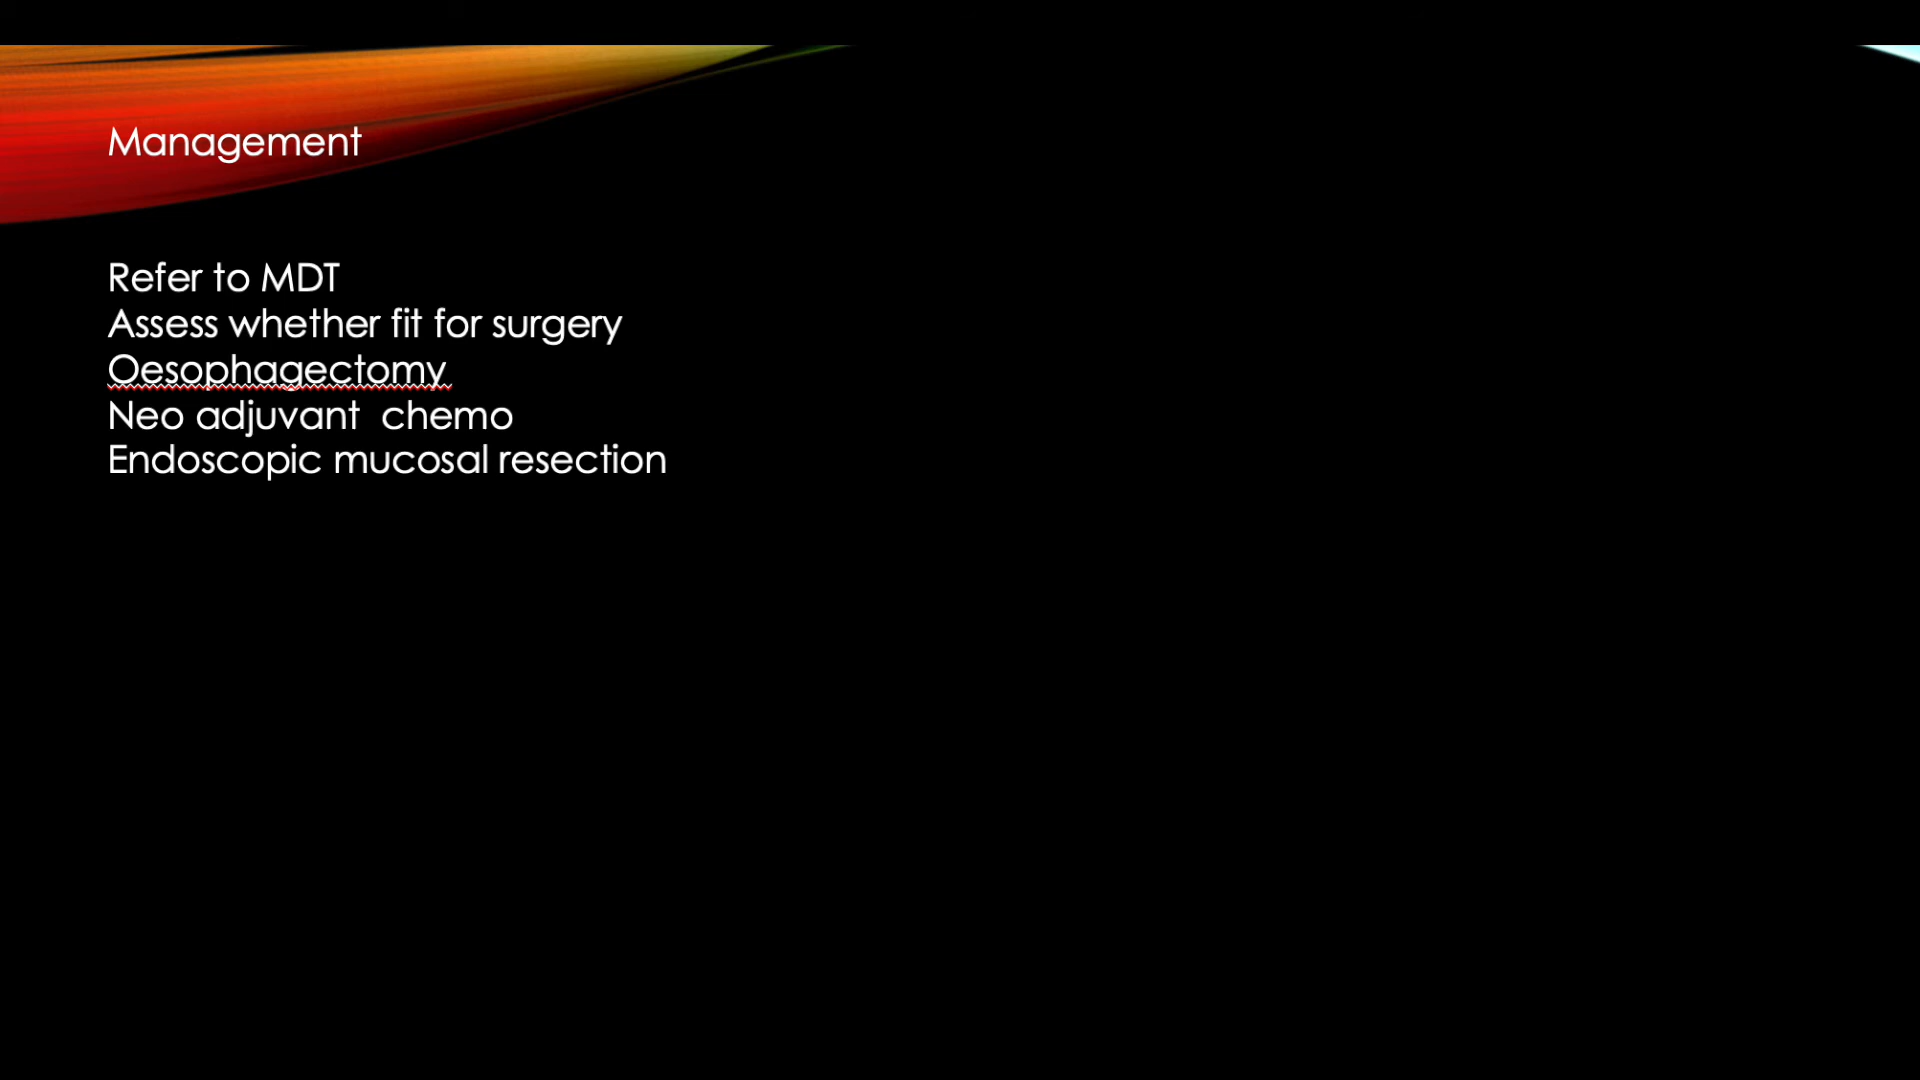 Management
Refer to MDT
Assess whether fit for surgery
Oesophagectomy
Neo adjuvant  chemo
Endoscopic mucosal resection